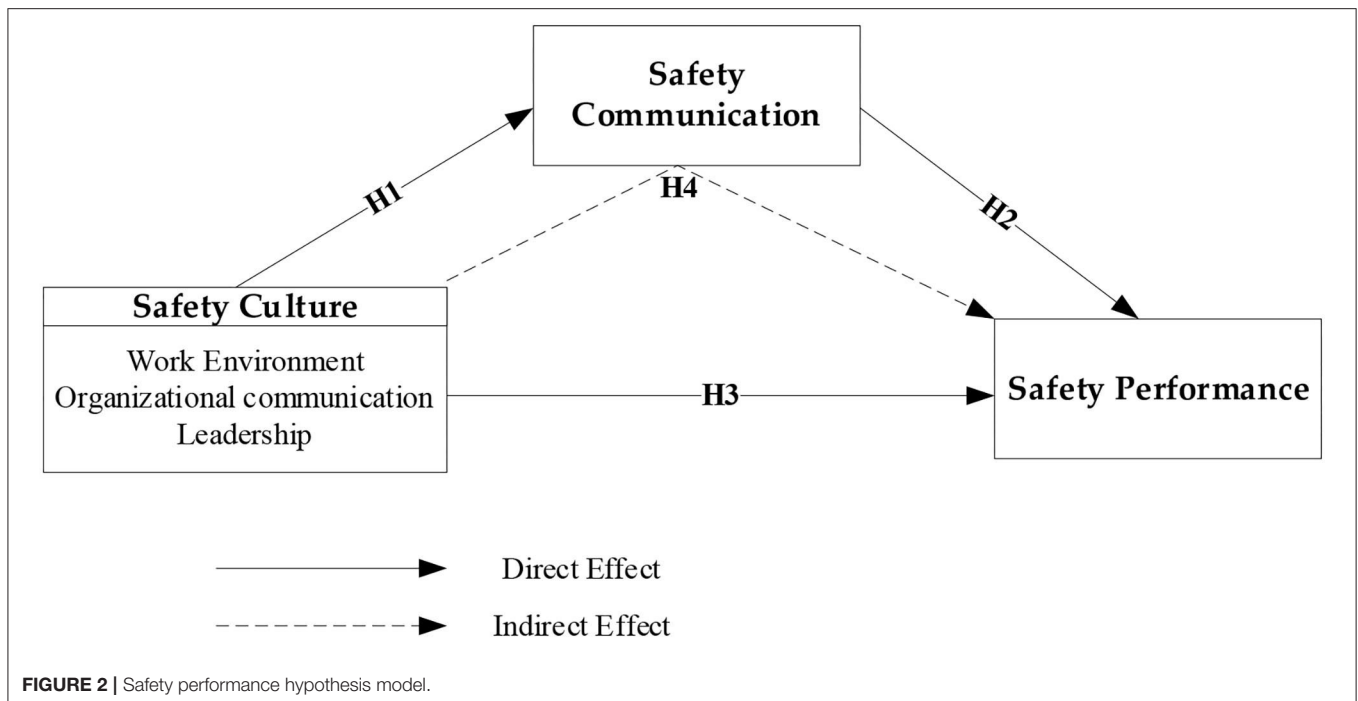 Safety
Communication
H1
H4
H2
Safety Culture
Work Environment
Organizational communication
Leadership
H3
Safety Performance
Direct Effect
Indirect Effect
FIGURE 2 | Safety performance hypothesis model.